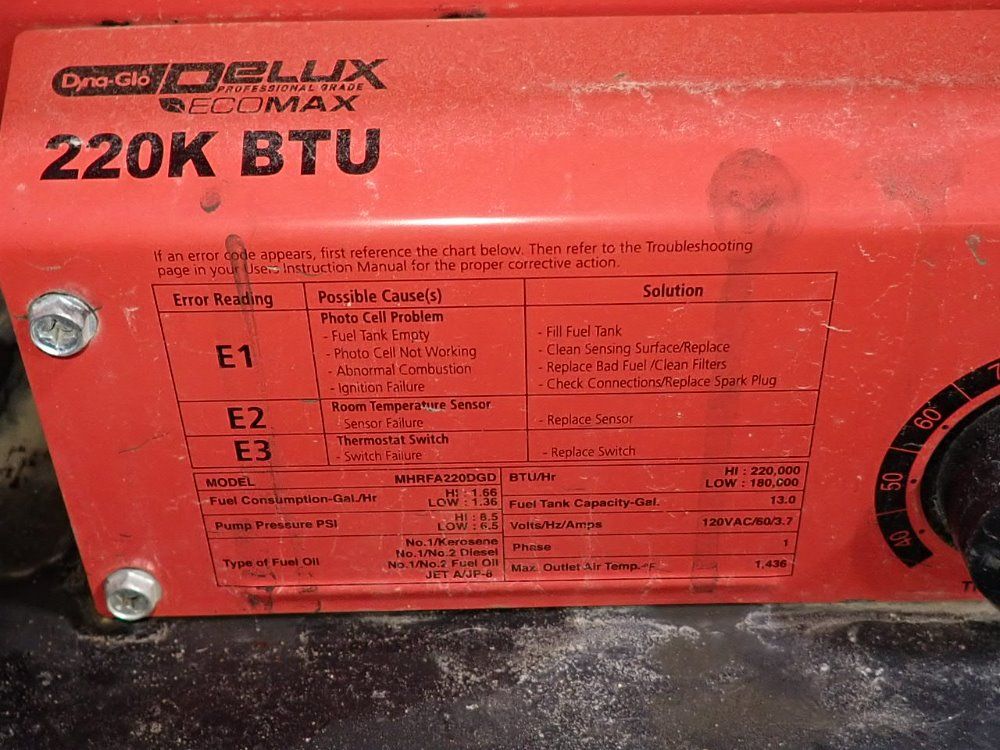 Dyna-Glo DELUX
PROFESSIONAL GRADE
ECOMAX
220K BTU
If an error code appears, first reference the chart below. Then refer to the Troubleshooting
page in your Users Instruction Manual for the proper corrective action.
Error Reading Possible Cause(s) Solution
E1
Photo Cell Problem
- Fuel Tank Empty - Fill Fuel Tank
- Photo Cell Not Working - Clean Sensing Surface/Replace
- Abnormal Combustion - Replace Bad Fuel /Clean Filters
- Ignition Failure - Check Connections/Replace Spark Plug
E2
Room Temperature Sensor
- Sensor Failure - Replace Sensor
E3
Thermostat Switch
- Switch Failure - Replace Switch
MODEL MHRFA220DGD
Fuel Consumption-Gal./Hr HI : 1.66
LOW : 1.36
Pump Pressure PSI HI : 8.5
LOW : 6.5
Type of Fuel Oil No.1/Kerosene
No.1/No.2 Diesel
No.1/No.2 Fuel Oil
JET A/JP-8
BTU/Hr HI : 220,000
LOW : 180,000
Fuel Tank Capacity-Gal. 13.0
Volts/Hz/Amps 120VAC/60/3.7
Phase 1
Max. Outlet Air Temp.-°F 1,436
40
50
60